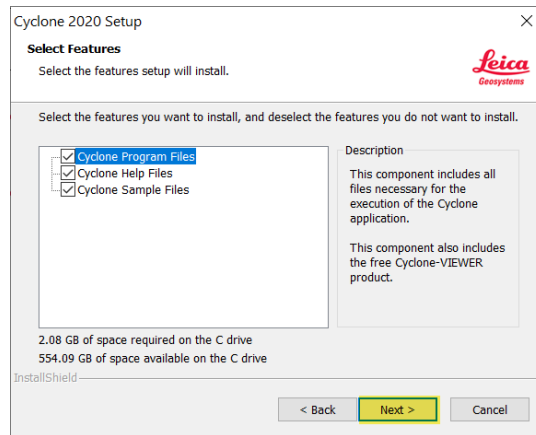 Cyclone 2020 Setup
Select Features
Select the features setup will install.
Leica
Geosystems
Select the features you want to install, and deselect the features you do not want to install.
Cyclone Program Files
Cyclone Help Files
Cyclone Sample Files
Description
This component includes all
files necessary for the
execution of the Cyclone
application.
This component also includes
the free Cyclone-VIEWER
product.
2.08 GB of space required on the C drive
554.09 GB of space available on the C drive
InstallShield
< Back
Next >
Cancel